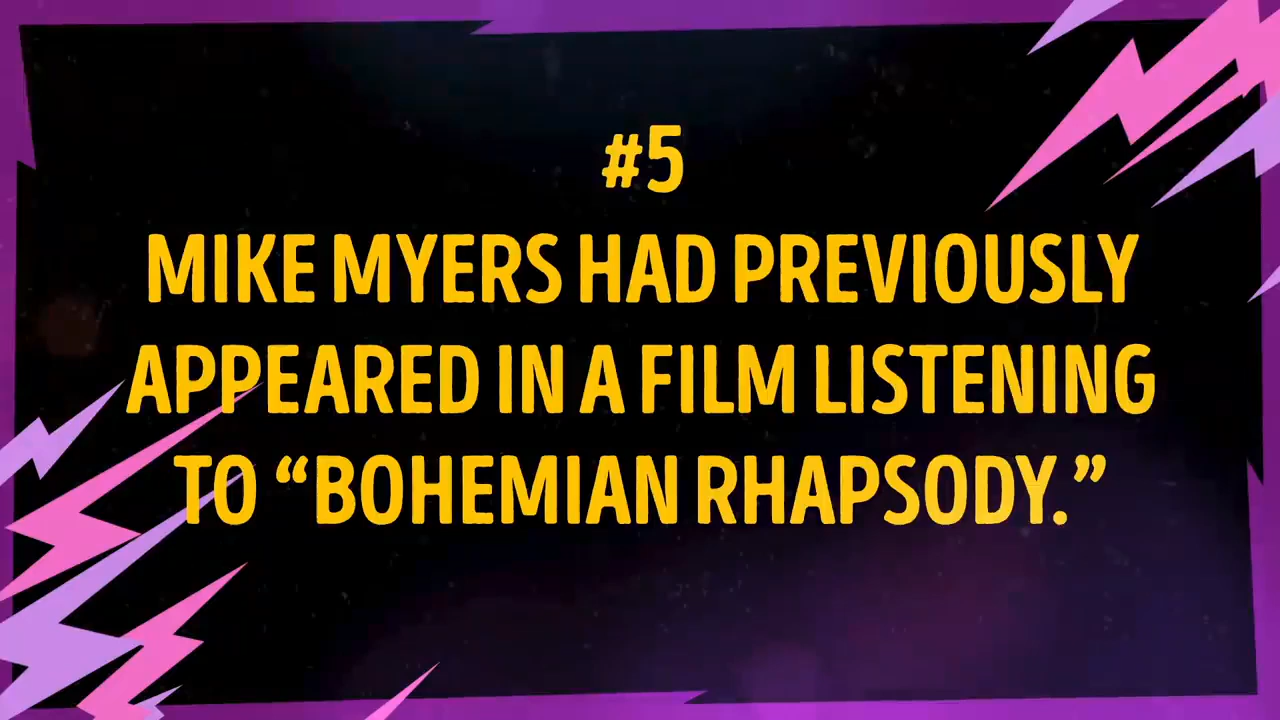 #5
MIKE MYERS HAD PREVIOUSLY
APPEARED IN A FILM LISTENING
TO “BOHEMIAN RHAPSODY.”